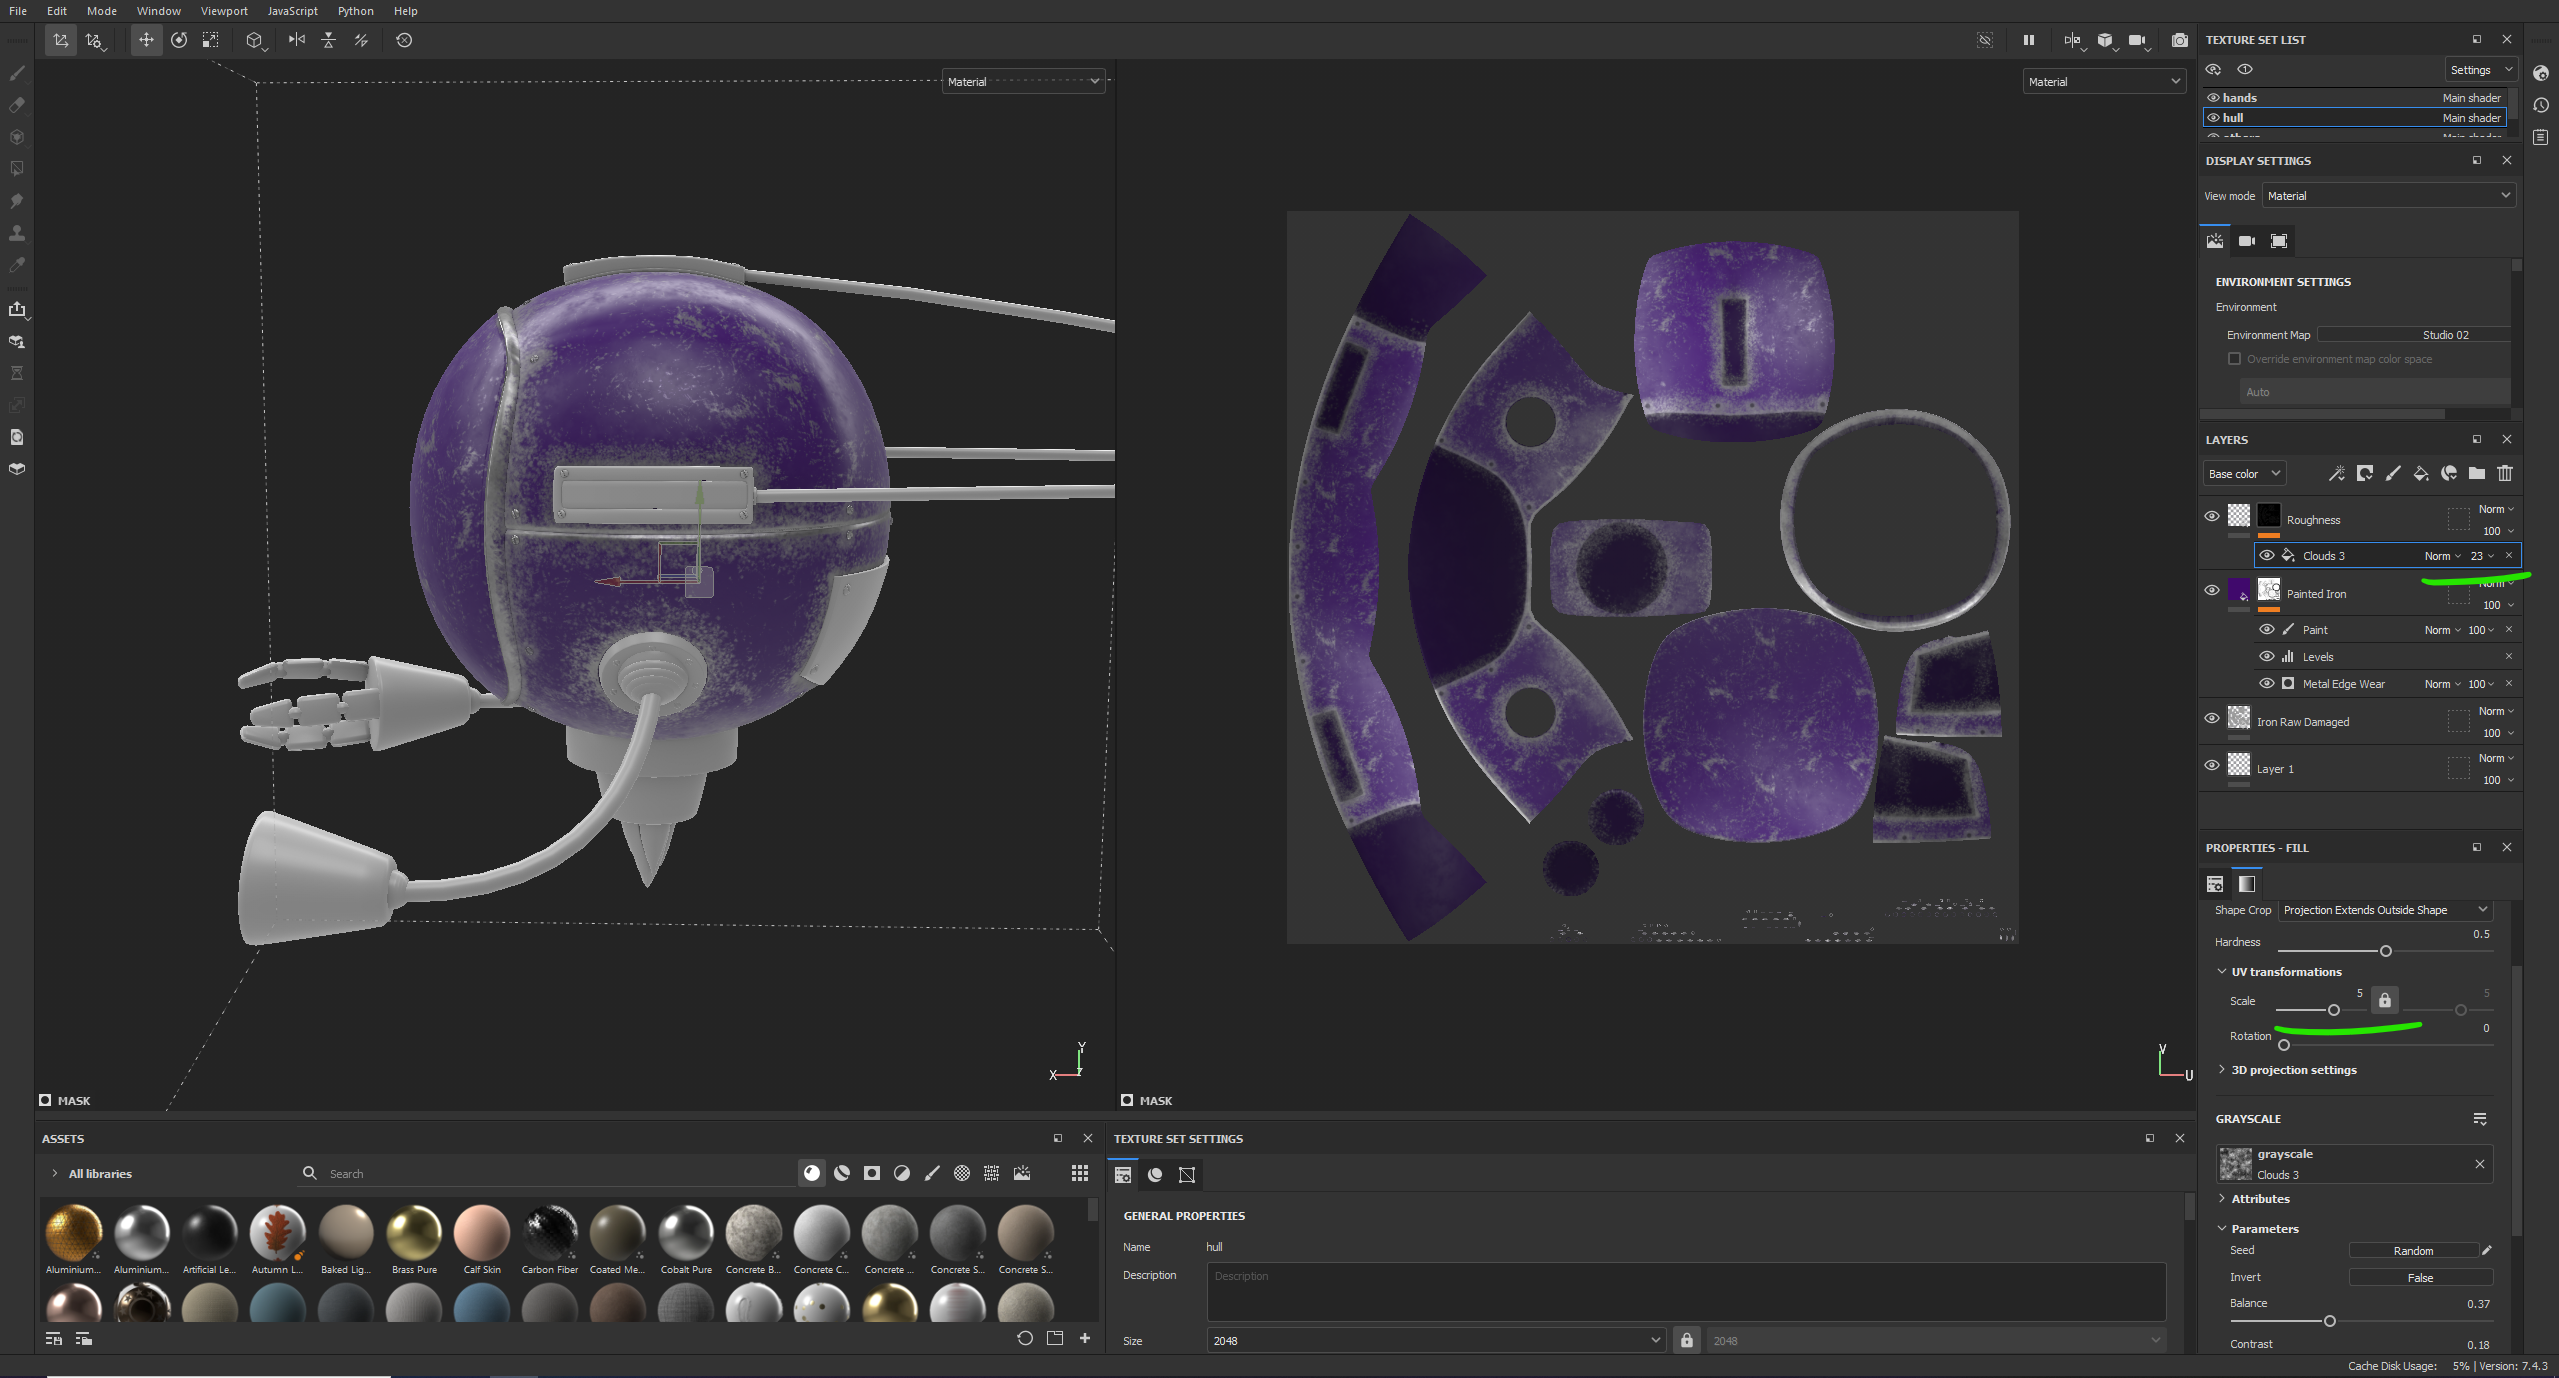 File Edit Mode Window Viewport JavaScript Python Help
Material
Material
X Y Z
V U
MASK
MASK
TEXTURE SET LIST
Settings
hands Main shader
hull Main shader
DISPLAY SETTINGS
View mode Material
ENVIRONMENT SETTINGS
Environment
Environment Map Studio 02
Override environment map color space
Auto
LAYERS
Base color
Norm
Roughness
100
Clouds 3 Norm 23
Norm
Painted Iron
100
Paint Norm 100
Levels
Metal Edge Wear Norm 100
Norm
Iron Raw Damaged
100
Norm
Layer 1
100
PROPERTIES - FILL
Shape Crop Projection Extends Outside Shape
0.5
Hardness
UV transformations
Scale 5 5
Rotation 0
3D projection settings
GRAYSCALE
grayscale
Clouds 3
Attributes
Parameters
Seed Random
Invert False
Balance 0.37
Contrast 0.18
ASSETS
All libraries Search
Aluminium... Aluminium... Artificial Le... Autumn L... Baked Lig... Brass Pure Calf Skin Carbon Fiber Coated Me... Cobalt Pure Concrete B... Concrete C... Concrete ... Concrete S... Concrete S...
TEXTURE SET SETTINGS
GENERAL PROPERTIES
Name hull
Description Description
Size 2048 2048
Cache Disk Usage: 5% | Version: 7.4.3